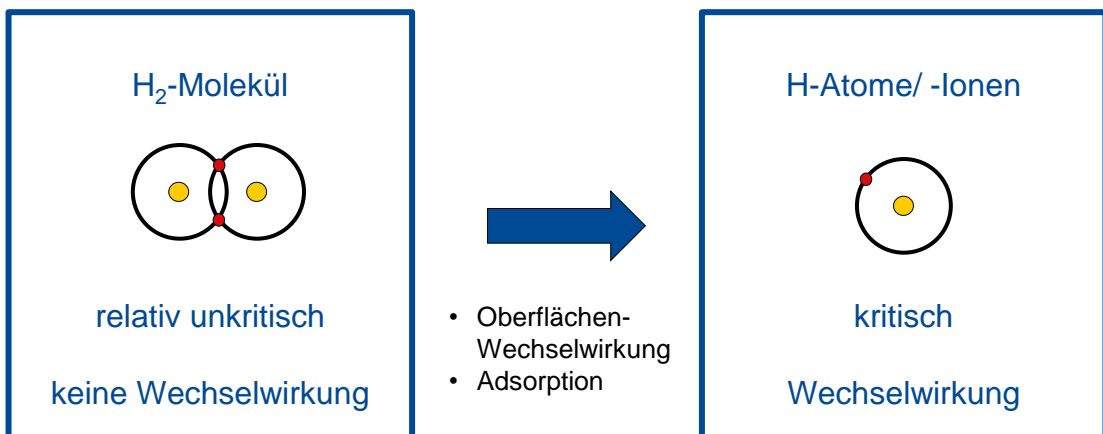 H₂-Molekül
relativ unkritisch
keine Wechselwirkung
• Oberflächen-
Wechselwirkung
• Adsorption
H-Atome/ -Ionen
kritisch
Wechselwirkung